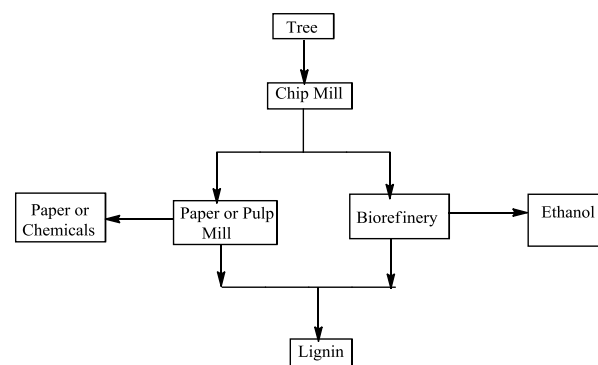 Tree
Chip Mill
Paper or
Chemicals
Paper or Pulp
Mill
Biorefinery
Ethanol
Lignin